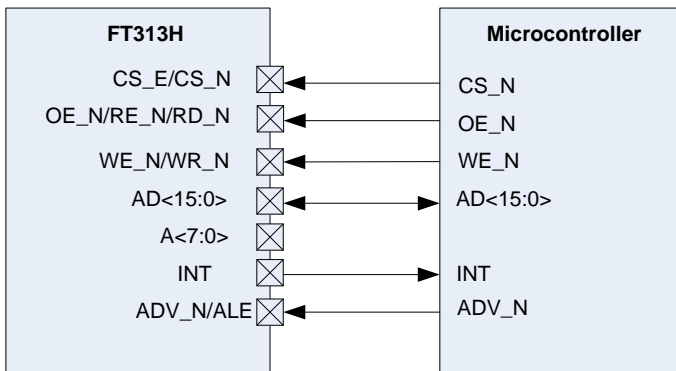 FT313H
CS_E/CS_N
OE_N/RE_N/RD_N
WE_N/WR_N
AD<15:0>
A<7:0>
INT
ADV_N/ALE
Microcontroller
CS_N
OE_N
WE_N
AD<15:0>
INT
ADV_N